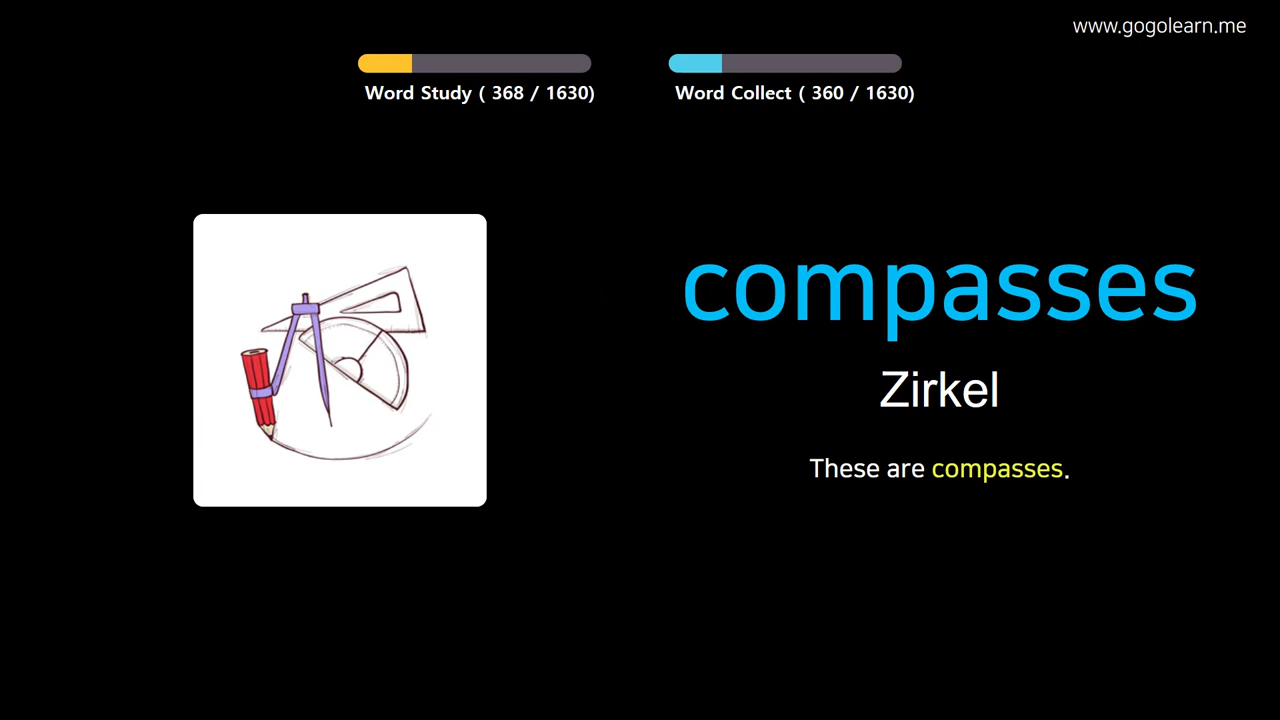 www.gogolearn.me
Word Study ( 368 / 1630)
Word Collect ( 360 / 1630)
compasses
Zirkel
These are compasses.